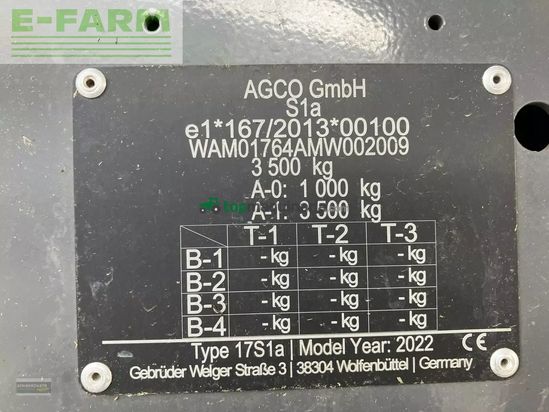 E-FARM
AGCO GmbH
S1a
e1*167/2013*00100
WAM01764AMW002009
3 500 kg
A-0: 1 000 kg
A-1: 3 500 kg
T-1 T-2 T-3
B-1 -kg -kg -kg
B-2 -kg -kg -kg
B-3 -kg -kg -kg
B-4 -kg -kg -kg
Type 17S1a | Model Year: 2022 CE
Gebrüder Welger Straße 3 | 38304 Wolfenbüttel | Germany